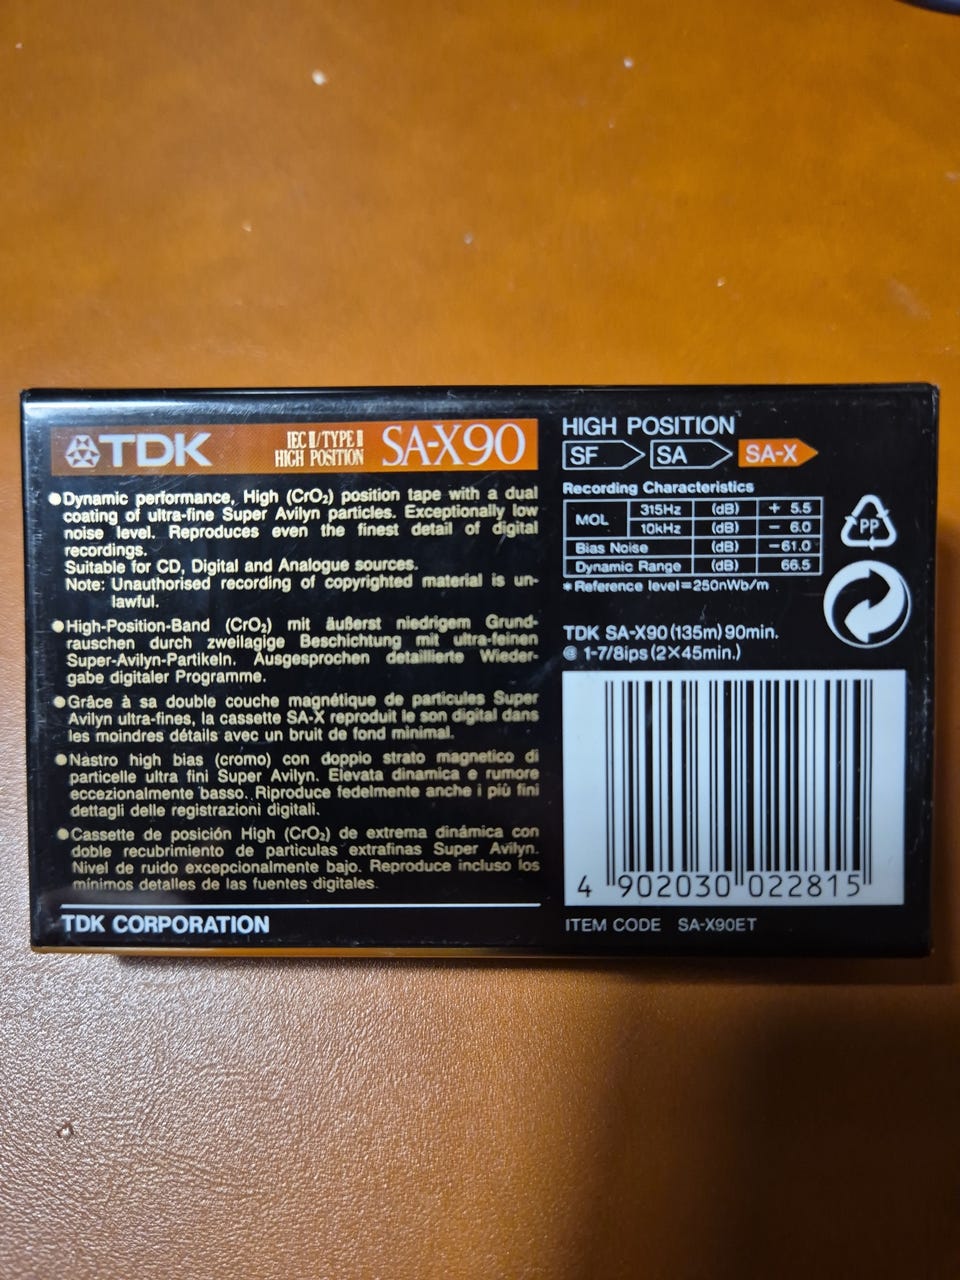 TDK
IEC II/TYPE II
HIGH POSITION
SA-X90
●Dynamic performance, High (CrO₂) position tape with a dual
coating of ultra-fine Super Avilyn particles. Exceptionally low
noise level. Reproduces even the finest detail of digital
recordings.
Suitable for CD, Digital and Analogue sources.
Note: Unauthorised recording of copyrighted material is un-
lawful.
●High-Position-Band (CrO₂) mit äußerst niedrigem Grund-
rauschen durch zweilagige Beschichtung mit ultra-feinen
Super-Avilyn-Partikeln. Ausgesprochen detaillierte Wieder-
gabe digitaler Programme.
●Grâce à sa double couche magnétique de particules Super
Avilyn ultra-fines, la cassette SA-X reproduit le son digital dans
les moindres détails avec un bruit de fond minimal.
●Nastro high bias (cromo) con doppio strato magnetico di
particelle ultra fini Super Avilyn. Elevata dinamica e rumore
eccezionalmente basso. Riproduce fedelmente anche i più fini
dettagli delle registrazioni digitali.
●Cassette de posición High (CrO₂) de extrema dinámica con
doble recubrimiento de particulas extrafinas Super Avilyn.
Nivel de ruido excepcionalmente bajo. Reproduce incluso los
mínimos detalles de las fuentes digitales.
TDK CORPORATION
HIGH POSITION
SF SA SA-X
Recording Characteristics
MOL 315Hz (dB) + 5.5
10kHz (dB) − 6.0
Bias Noise (dB) −61.0
Dynamic Range (dB) 66.5
*Reference level=250nWb/m
PP
TDK SA-X90(135m)90min.
@ 1-7/8ips(2×45min.)
4 902030 022815
ITEM CODE SA-X90ET